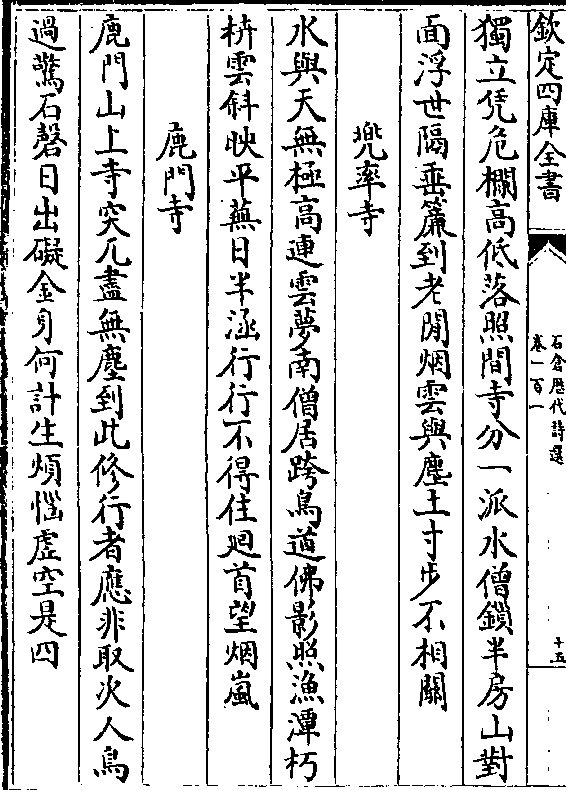 欽定四庫全書
石倉歴代詩選
卷一百一
十五
獨立凭危欄高低落照間寺分一派水僧鎖半房山對
面浮世隔垂簾到老閒烟雲與塵土寸步不相關
兜率寺
水與天無極高連雲夢南僧居跨鳥道佛影照漁潭朽
枿雲斜映平蕪日半涵行行不得住廻首望烟嵐
鹿門寺
鹿門山上寺突兀盡無塵到此修行者應非取次人鳥
過驚石磬日出礙金身何計生煩惱虛空是四